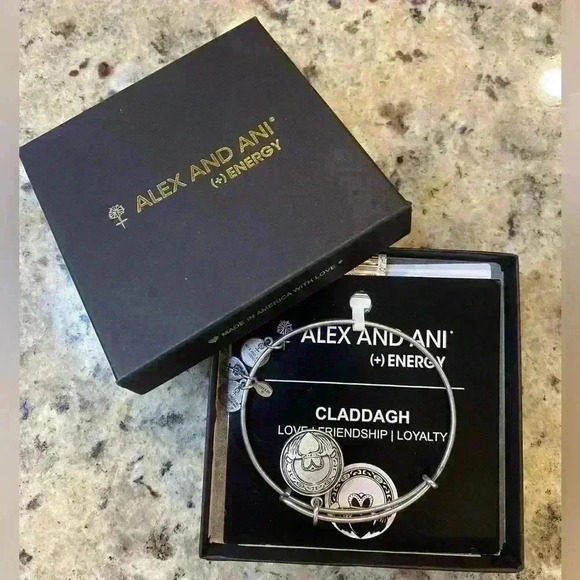 ALEX AND ANI®
(+) ENERGY
MADE IN AMERICA WITH LOVE
ALEX AND ANI®
(+) ENERGY
CLADDAGH
LOVE | FRIENDSHIP | LOYALTY